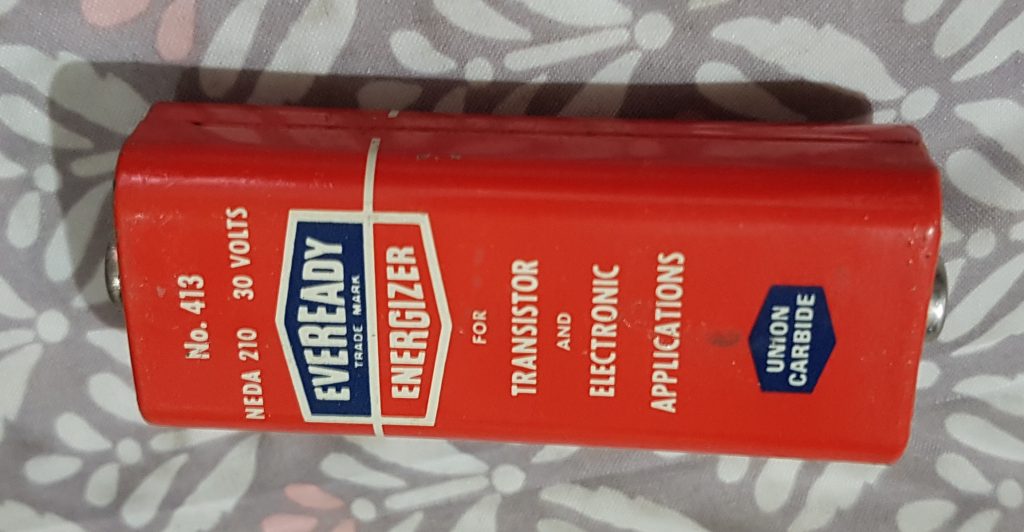 No. 413
NEDA 210 30 VOLTS
EVEREADY
TRADE MARK
ENERGIZER
FOR
TRANSISTOR
AND
ELECTRONIC
APPLICATIONS
UNION
CARBIDE